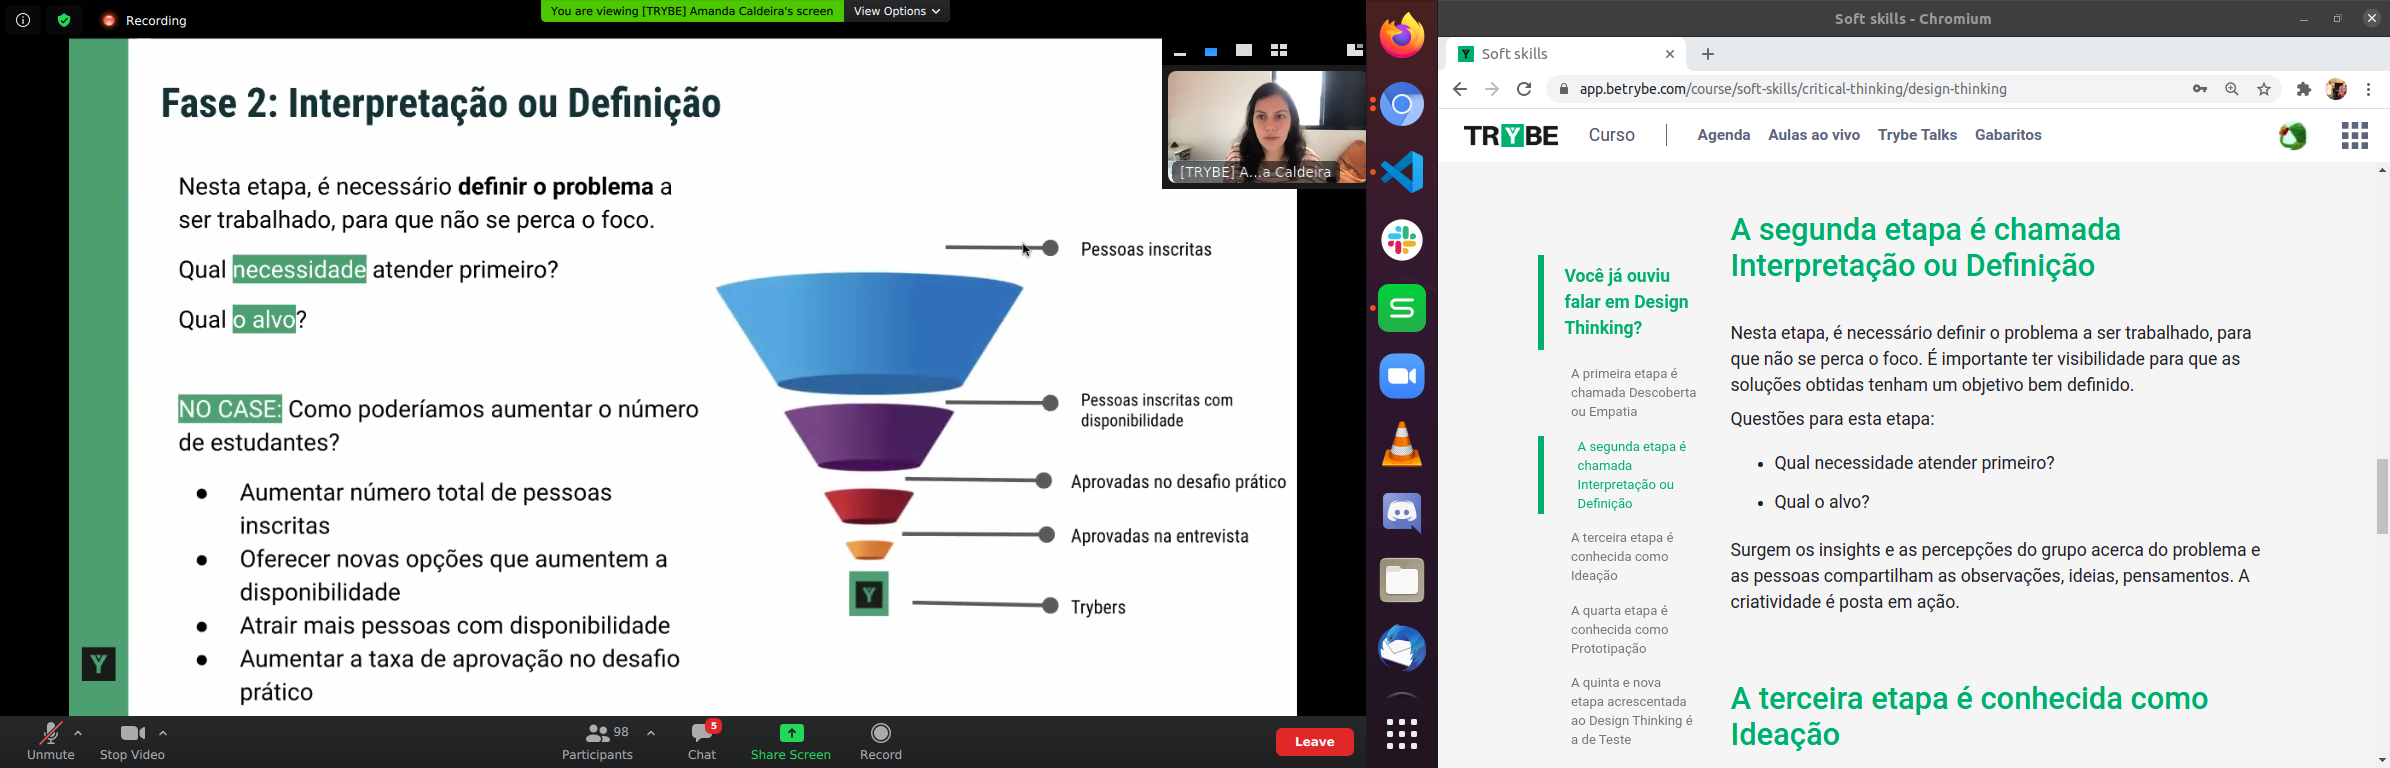 Recording
You are viewing [TRYBE] Amanda Caldeira's screen
View Options
Fase 2: Interpretação ou Definição
Nesta etapa, é necessário definir o problema a
ser trabalhado, para que não se perca o foco.
Qual necessidade atender primeiro?
Qual o alvo?
NO CASE: Como poderíamos aumentar o número
de estudantes?
● Aumentar número total de pessoas
inscritas
● Oferecer novas opções que aumentem a
disponibilidade
● Atrair mais pessoas com disponibilidade
● Aumentar a taxa de aprovação no desafio
prático
Pessoas inscritas
Pessoas inscritas com
disponibilidade
Aprovadas no desafio prático
Aprovadas na entrevista
Trybers
[TRYBE] A...a Caldeira
Unmute
Stop Video
98
Participants
5
Chat
Share Screen
Record
Leave
Soft skills - Chromium
Soft skills
app.betrybe.com/course/soft-skills/critical-thinking/design-thinking
TRYBE
Curso
Agenda
Aulas ao vivo
Trybe Talks
Gabaritos
Você já ouviu
falar em Design
Thinking?
A primeira etapa é
chamada Descoberta
ou Empatia
A segunda etapa é
chamada
Interpretação ou
Definição
A terceira etapa é
conhecida como
Ideação
A quarta etapa é
conhecida como
Prototipação
A quinta e nova
etapa acrescentada
ao Design Thinking é
a de Teste
A segunda etapa é chamada
Interpretação ou Definição
Nesta etapa, é necessário definir o problema a ser trabalhado, para
que não se perca o foco. É importante ter visibilidade para que as
soluções obtidas tenham um objetivo bem definido.
Questões para esta etapa:
• Qual necessidade atender primeiro?
• Qual o alvo?
Surgem os insights e as percepções do grupo acerca do problema e
as pessoas compartilham as observações, ideias, pensamentos. A
criatividade é posta em ação.
A terceira etapa é conhecida como
Ideação